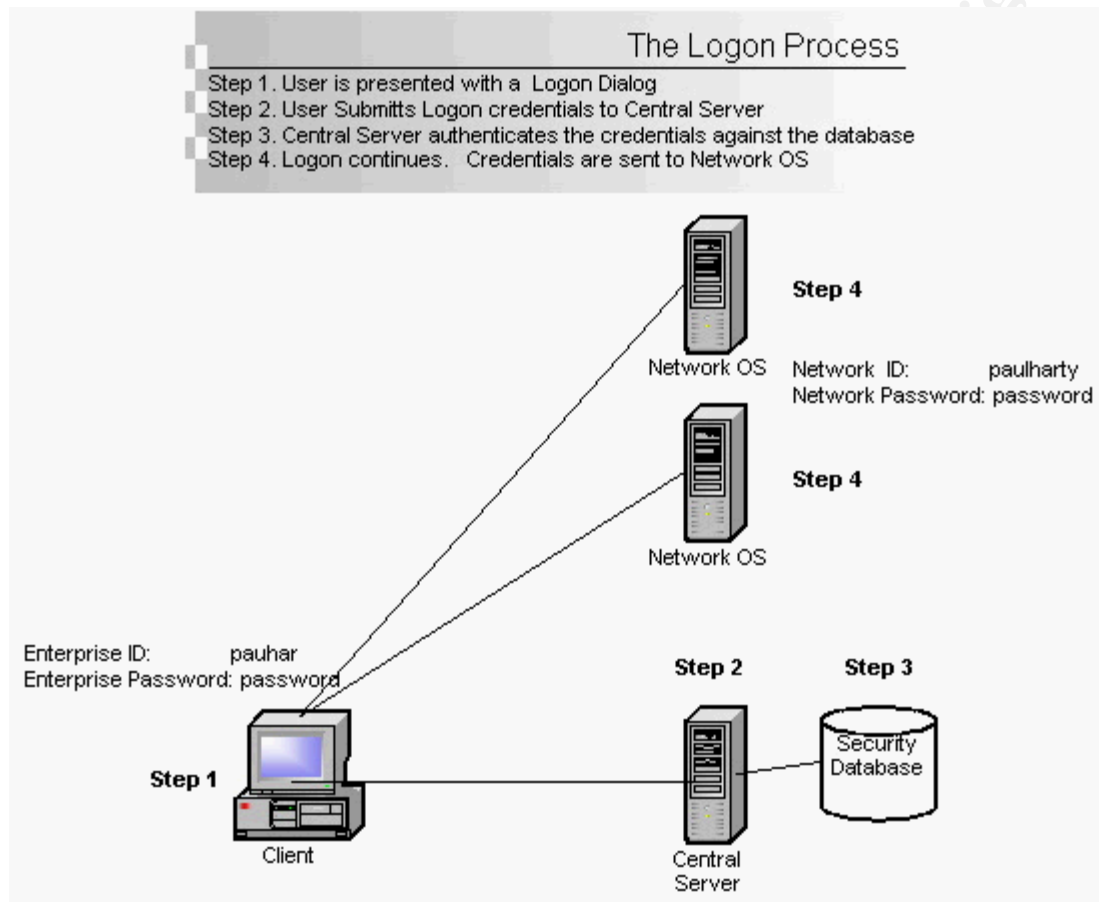 The Logon Process
Step 1. User is presented with a Logon Dialog
Step 2. User Submitts Logon credentials to Central Server
Step 3. Central Server authenticates the credentials against the database
Step 4. Logon continues. Credentials are sent to Network OS
Step 4
Network OS
Network ID: paulharty
Network Password: password
Step 4
Network OS
Enterprise ID: pauhar
Enterprise Password: password
Step 2
Step 3
Security
Database
Step 1
Client
Central
Server